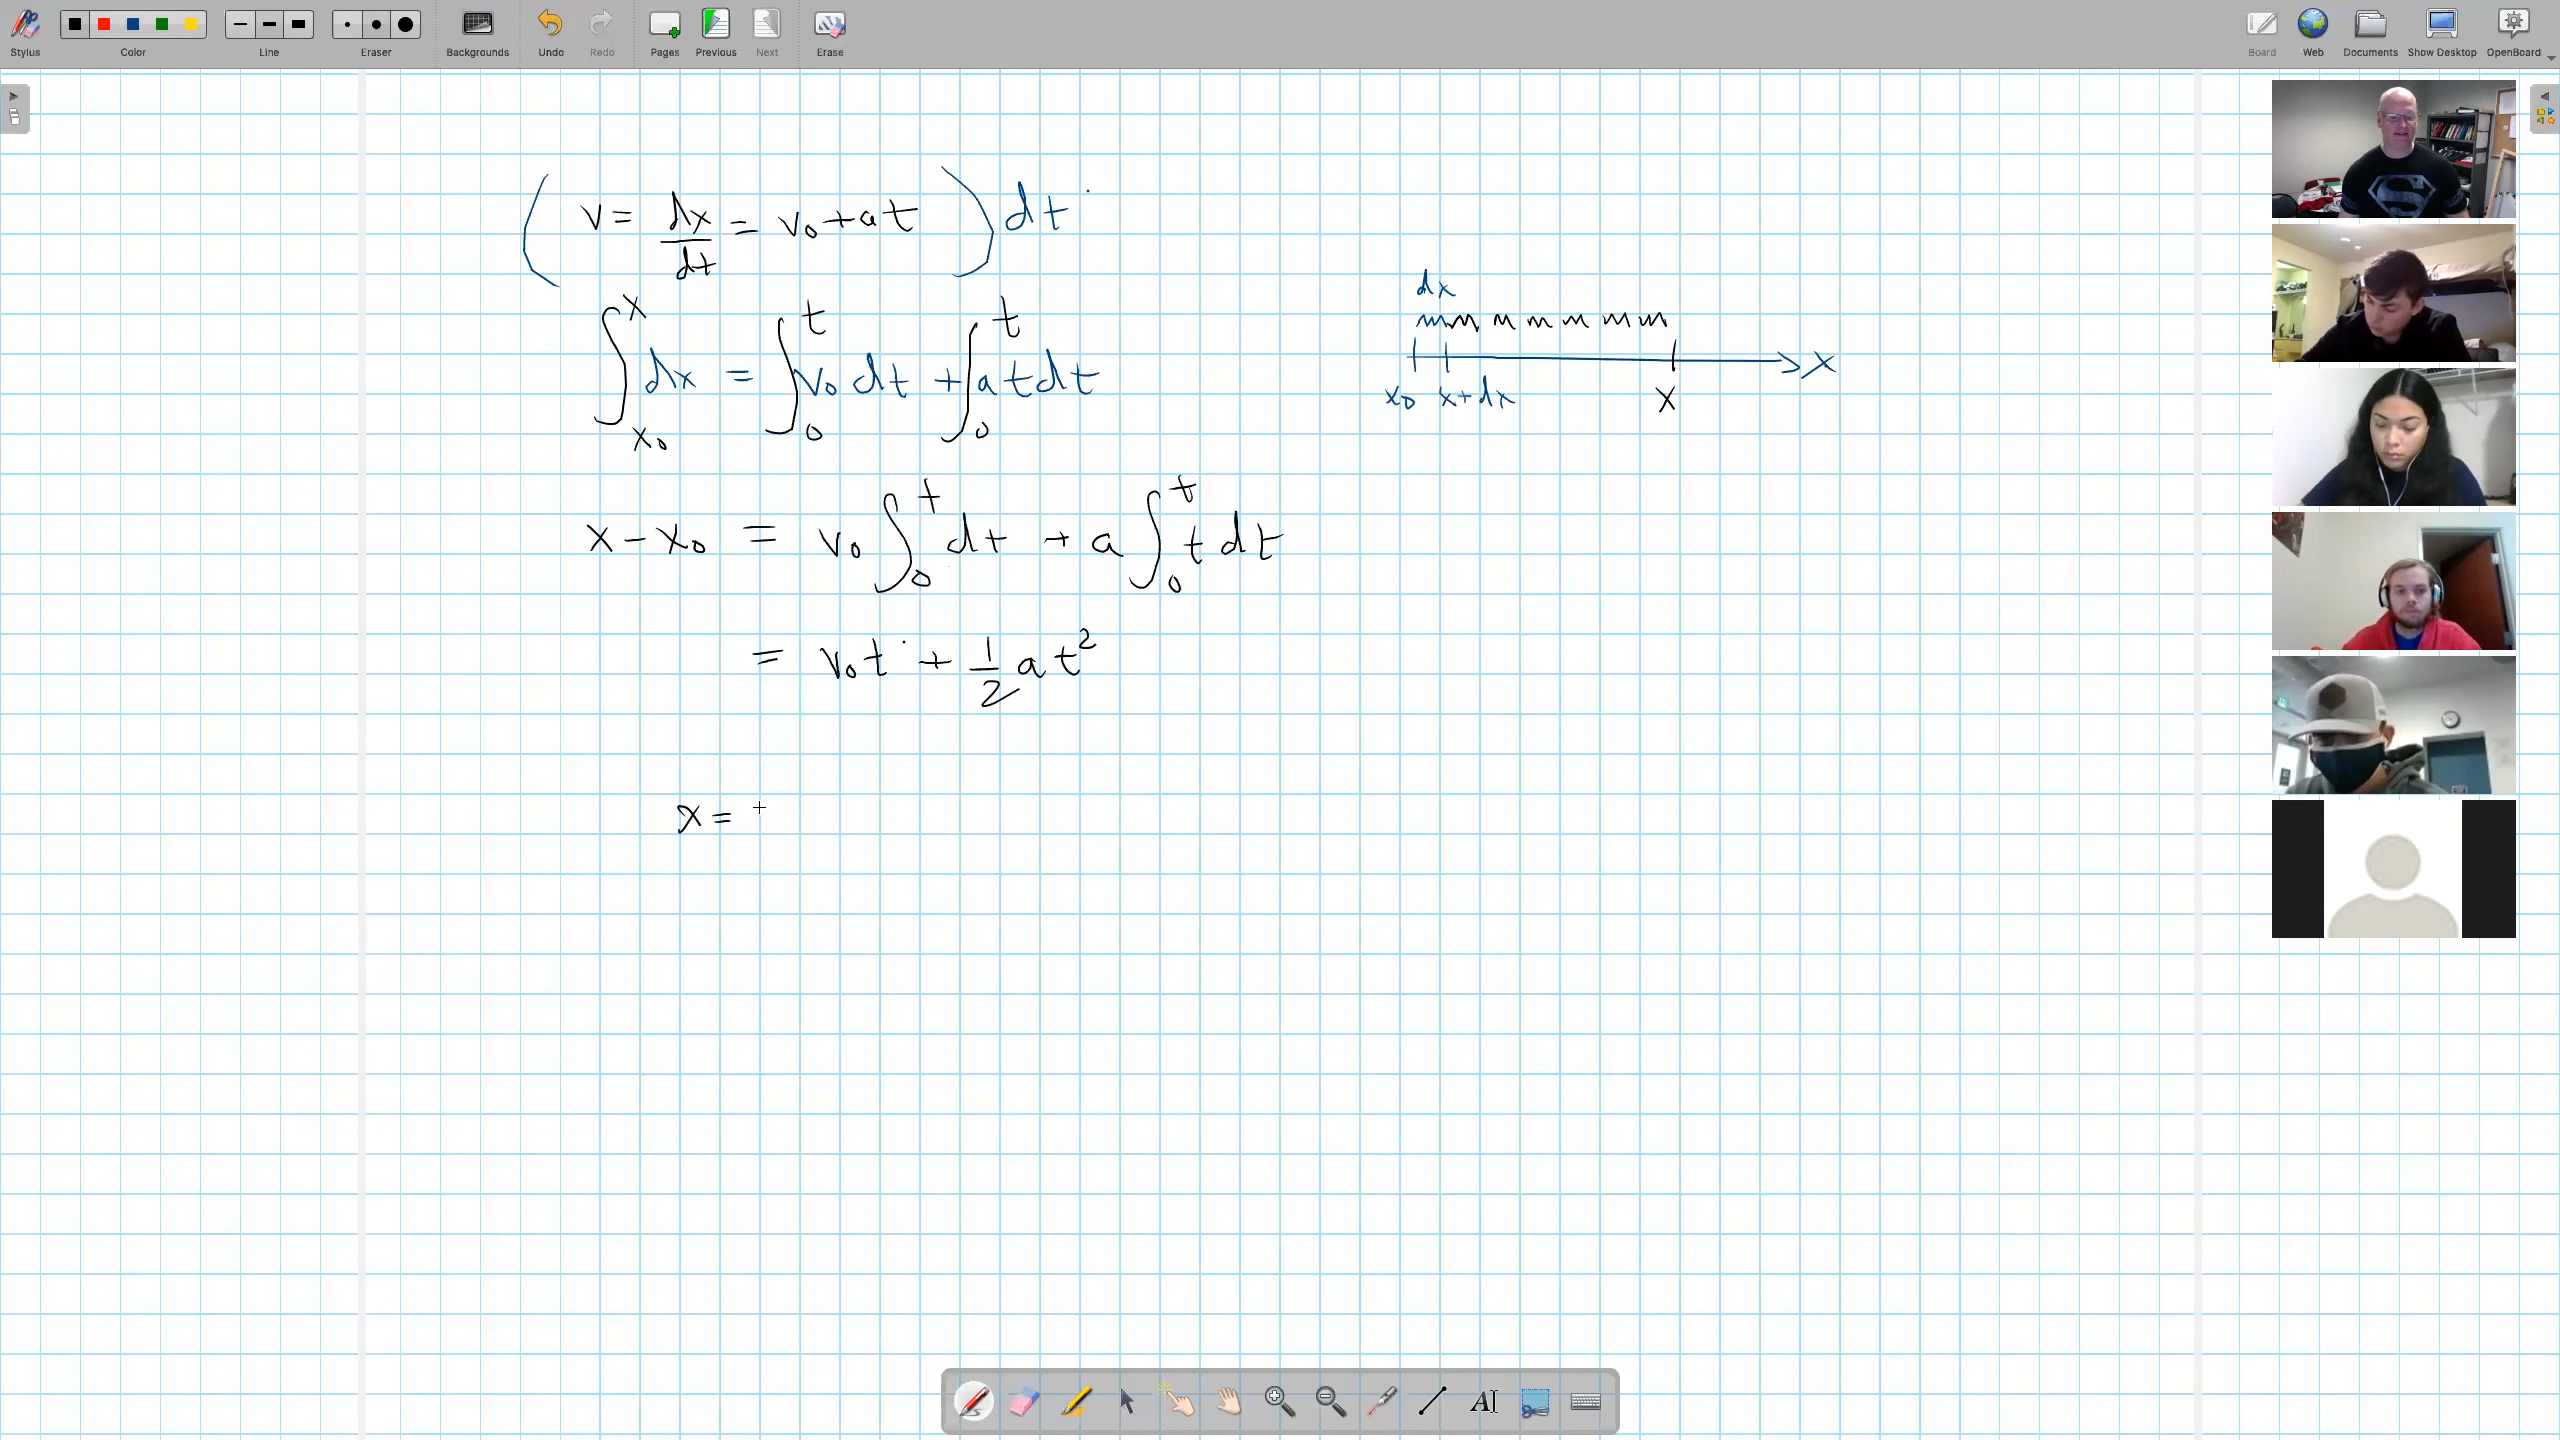 Stylus Color Line Eraser Backgrounds Undo Redo Pages Previous Next Erase Board Web Documents Show Desktop OpenBoard
( v = dx/dt = v₀ + at ) dt
∫ₓ₀ˣ dx = ∫₀ᵗ v₀ dt + ∫₀ᵗ a t dt
x - x₀ = v₀ ∫₀ᵗ dt + a ∫₀ᵗ t dt
= v₀t + 1/2 at²
x =
dx
x
x₀ x+dx x